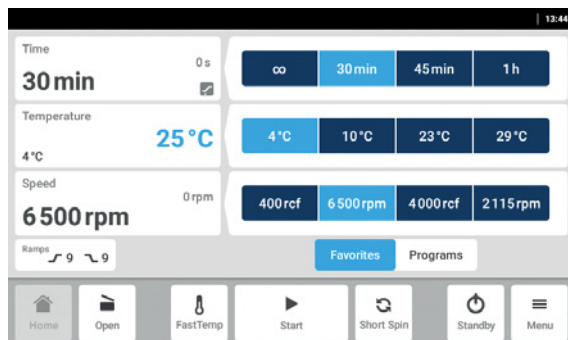 13:44
Time
0 s
30 min
∞ 30 min 45 min 1 h
Temperature
25 °C
4 °C
4 °C 10 °C 23 °C 29 °C
Speed
0 rpm
6 500 rpm
400 rcf 6 500 rpm 4 000 rcf 2 115 rpm
Ramps 9 9
Favorites Programs
Home Open FastTemp Start Short Spin Standby Menu